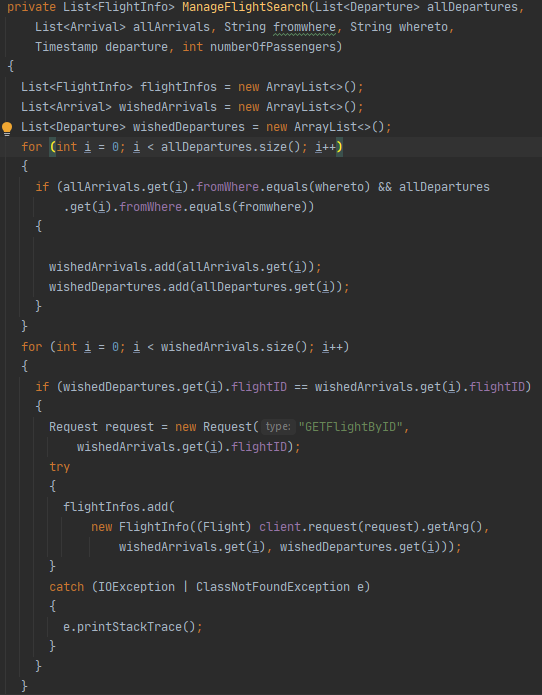 private List<FlightInfo> ManageFlightSearch(List<Departure> allDepartures,
List<Arrival> allArrivals, String fromwhere, String whereto,
Timestamp departure, int numberOfPassengers)
{
List<FlightInfo> flightInfos = new ArrayList<>();
List<Arrival> wishedArrivals = new ArrayList<>();
List<Departure> wishedDepartures = new ArrayList<>();
for (int i = 0; i < allDepartures.size(); i++)
{
if (allArrivals.get(i).fromWhere.equals(whereto) && allDepartures
.get(i).fromWhere.equals(fromwhere))
{
wishedArrivals.add(allArrivals.get(i));
wishedDepartures.add(allDepartures.get(i));
}
}
for (int i = 0; i < wishedArrivals.size(); i++)
{
if (wishedDepartures.get(i).flightID == wishedArrivals.get(i).flightID)
{
Request request = new Request( type: "GETFlightByID",
wishedArrivals.get(i).flightID);
try
{
flightInfos.add(
new FlightInfo((Flight) client.request(request).getArg(),
wishedArrivals.get(i), wishedDepartures.get(i)));
}
catch (IOException | ClassNotFoundException e)
{
e.printStackTrace();
}
}
}